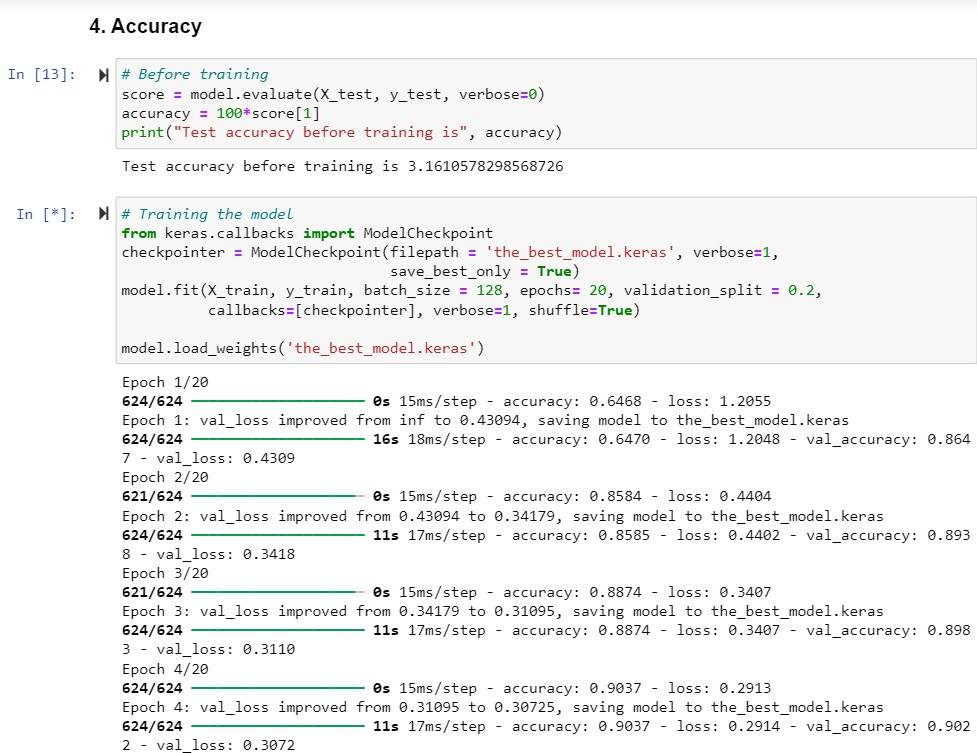 4. Accuracy
In [13]:
# Before training
score = model.evaluate(X_test, y_test, verbose=0)
accuracy = 100*score[1]
print("Test accuracy before training is", accuracy)
Test accuracy before training is 3.1610578298568726
In [*]:
# Training the model
from keras.callbacks import ModelCheckpoint
checkpointer = ModelCheckpoint(filepath = 'the_best_model.keras', verbose=1,
save_best_only = True)
model.fit(X_train, y_train, batch_size = 128, epochs= 20, validation_split = 0.2,
callbacks=[checkpointer], verbose=1, shuffle=True)
model.load_weights('the_best_model.keras')
Epoch 1/20
624/624 0s 15ms/step - accuracy: 0.6468 - loss: 1.2055
Epoch 1: val_loss improved from inf to 0.43094, saving model to the_best_model.keras
624/624 16s 18ms/step - accuracy: 0.6470 - loss: 1.2048 - val_accuracy: 0.864
7 - val_loss: 0.4309
Epoch 2/20
621/624 0s 15ms/step - accuracy: 0.8584 - loss: 0.4404
Epoch 2: val_loss improved from 0.43094 to 0.34179, saving model to the_best_model.keras
624/624 11s 17ms/step - accuracy: 0.8585 - loss: 0.4402 - val_accuracy: 0.893
8 - val_loss: 0.3418
Epoch 3/20
621/624 0s 15ms/step - accuracy: 0.8874 - loss: 0.3407
Epoch 3: val_loss improved from 0.34179 to 0.31095, saving model to the_best_model.keras
624/624 11s 17ms/step - accuracy: 0.8874 - loss: 0.3407 - val_accuracy: 0.898
3 - val_loss: 0.3110
Epoch 4/20
624/624 0s 15ms/step - accuracy: 0.9037 - loss: 0.2913
Epoch 4: val_loss improved from 0.31095 to 0.30725, saving model to the_best_model.keras
624/624 11s 17ms/step - accuracy: 0.9037 - loss: 0.2914 - val_accuracy: 0.902
2 - val_loss: 0.3072